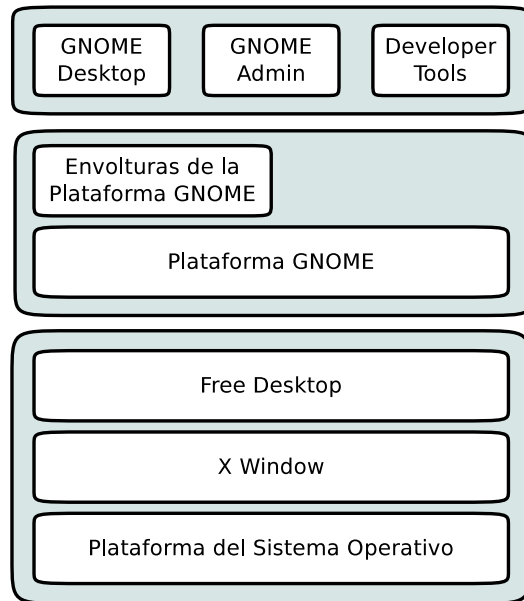 GNOME
Desktop
GNOME
Admin
Developer
Tools
Envolturas de la
Plataforma GNOME
Plataforma GNOME
Free Desktop
X Window
Plataforma del Sistema Operativo